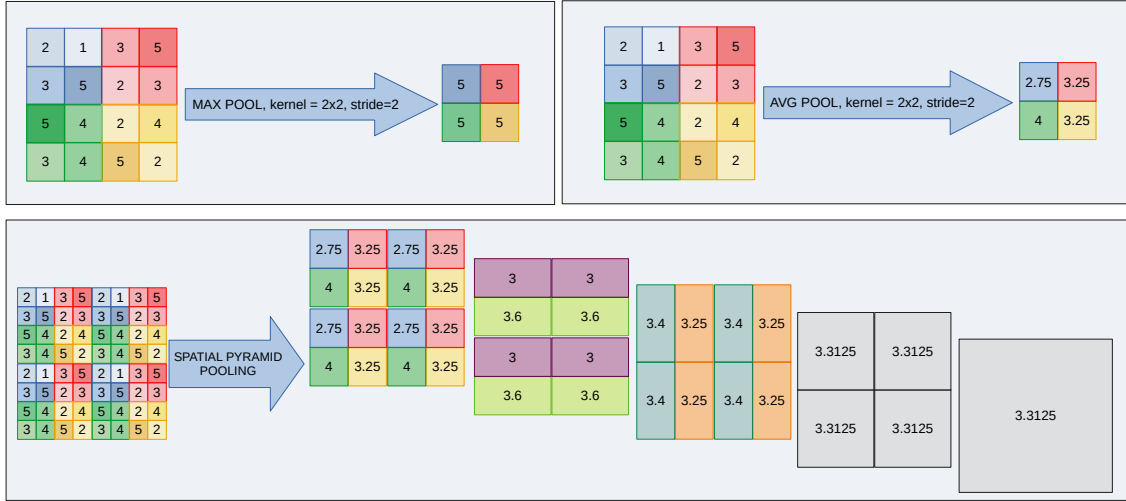 2 1 3 5
3 5 2 3
5 4 2 4
3 4 5 2
MAX POOL, kernel = 2x2, stride=2
5 5
5 5
2 1 3 5
3 5 2 3
5 4 2 4
3 4 5 2
AVG POOL, kernel = 2x2, stride=2
2.75 3.25
4 3.25
2 1 3 5 2 1 3 5
3 5 2 3 3 5 2 3
5 4 2 4 5 4 2 4
3 4 5 2 3 4 5 2
2 1 3 5 2 1 3 5
3 5 2 3 3 5 2 3
5 4 2 4 5 4 2 4
3 4 5 2 3 4 5 2
SPATIAL PYRAMID
POOLING
2.75 3.25 2.75 3.25
4 3.25 4 3.25
2.75 3.25 2.75 3.25
4 3.25 4 3.25
3 3
3.6 3.6
3 3
3.6 3.6
3.4 3.25 3.4 3.25
3.4 3.25 3.4 3.25
3.3125 3.3125
3.3125 3.3125
3.3125